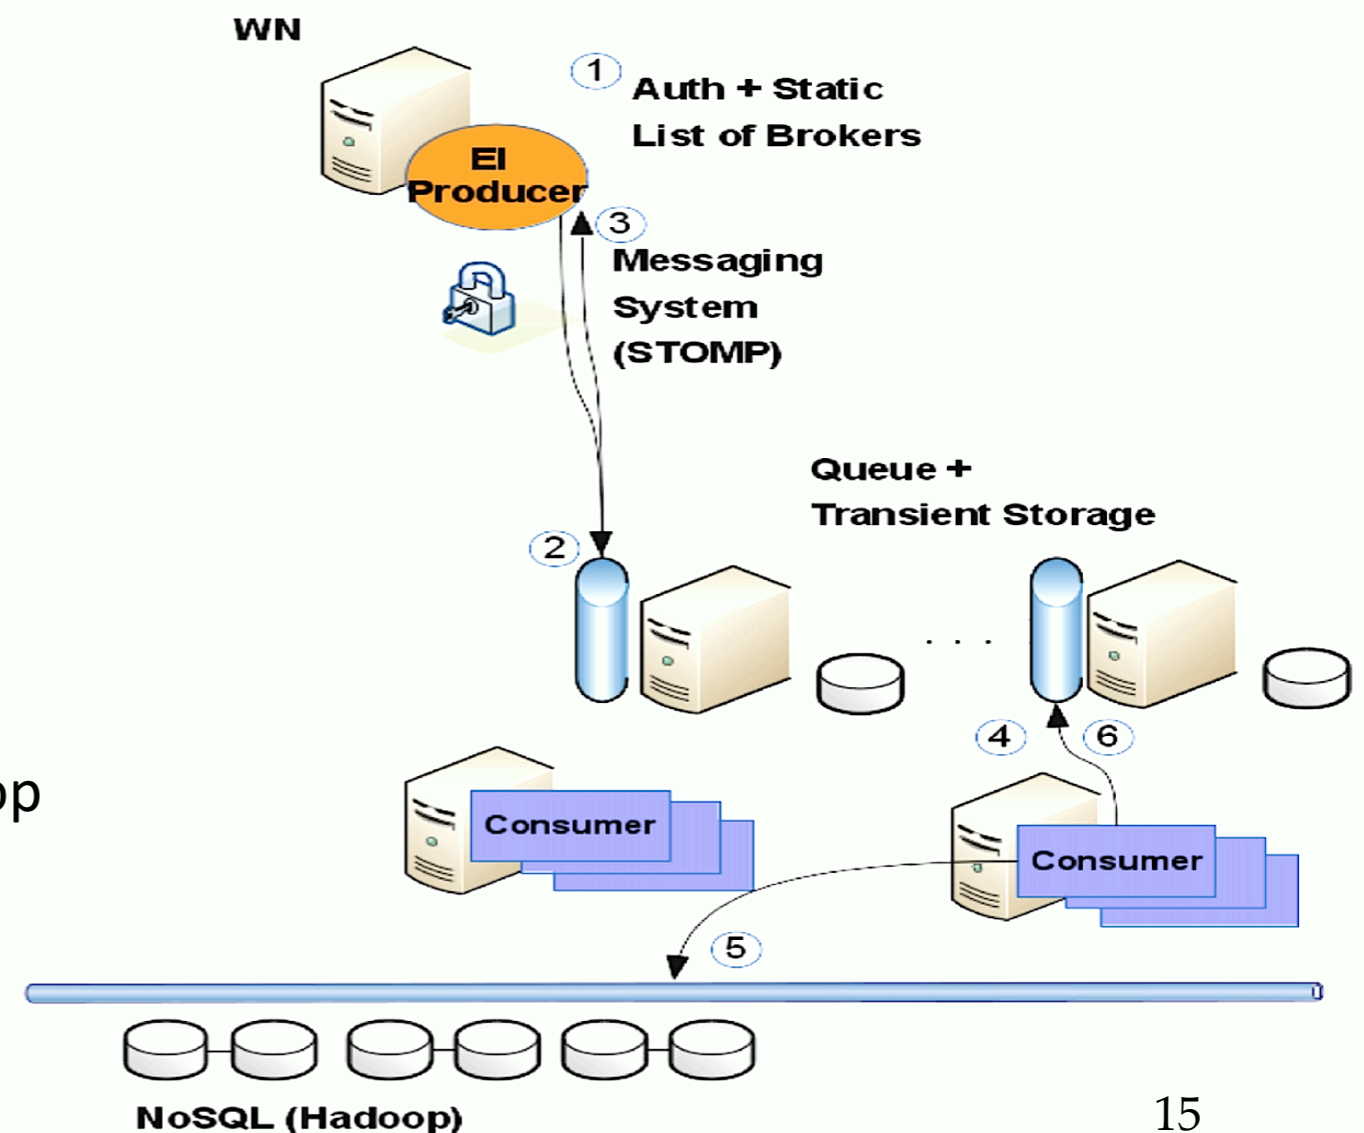 WN
1
Auth + Static
List of Brokers
EI
Producer
3
Messaging
System
(STOMP)
Queue +
Transient Storage
2
. . .
4
6
op
Consumer
Consumer
5
NoSQL (Hadoop)
15